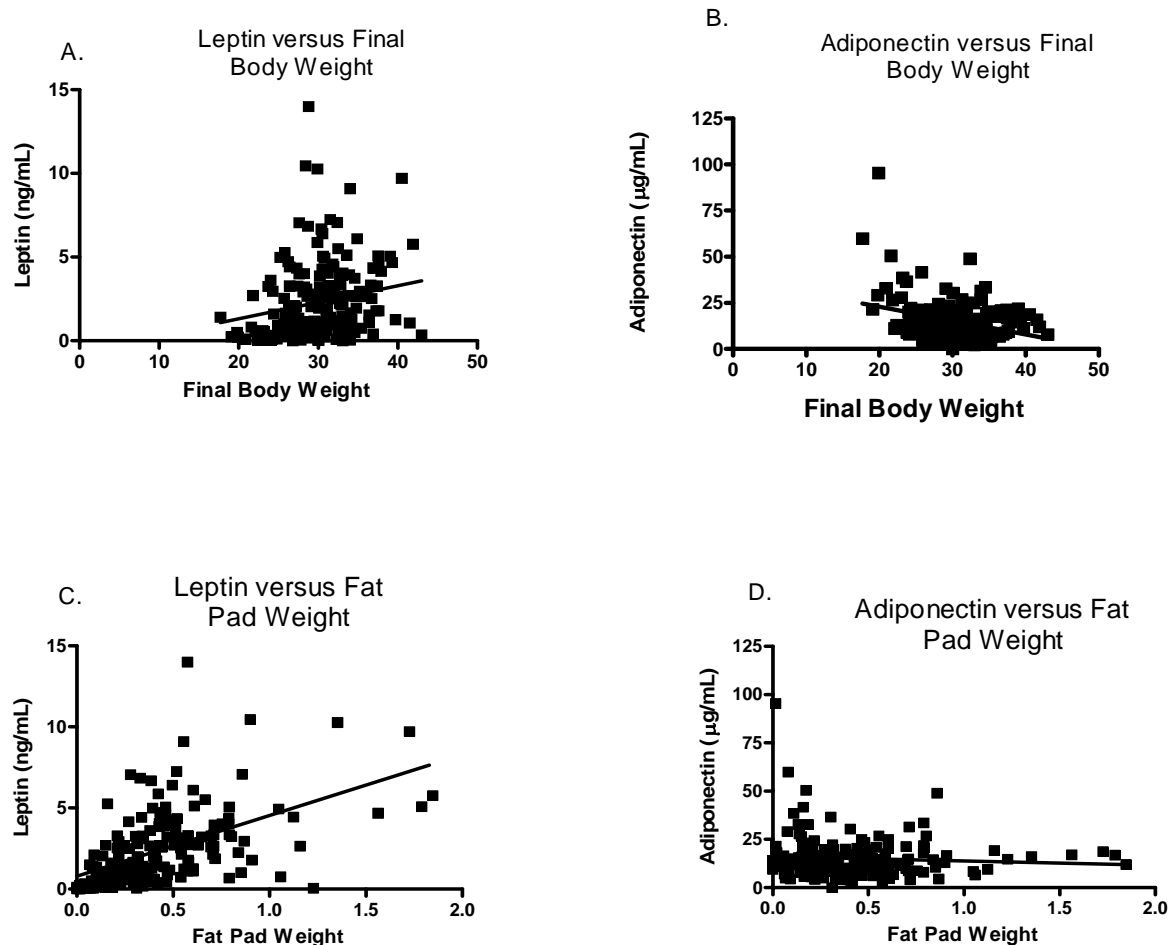 A.
Leptin versus Final
Body Weight
15
10
5
0
0 10 20 30 40 50
Leptin (ng/mL)
Final Body Weight
B.
Adiponectin versus Final
Body Weight
125
100
75
50
25
0
0 10 20 30 40 50
Adiponectin (µg/mL)
Final Body Weight
C.
Leptin versus Fat
Pad Weight
15
10
5
0
0.0 0.5 1.0 1.5 2.0
Leptin (ng/mL)
Fat Pad Weight
D.
Adiponectin versus Fat
Pad Weight
125
100
75
50
25
0
0.0 0.5 1.0 1.5 2.0
Adiponectin (µg/mL)
Fat Pad Weight